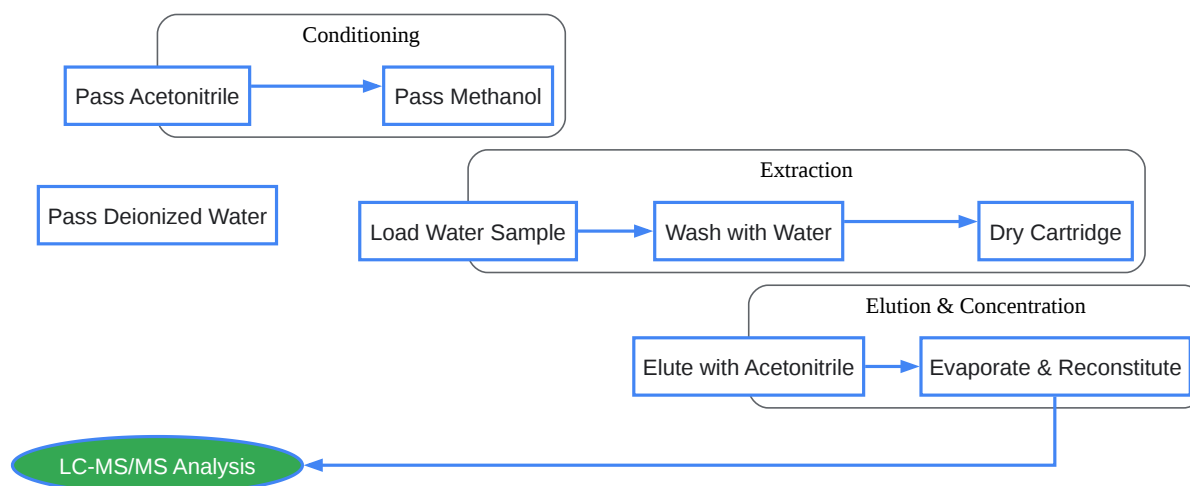 Conditioning
Pass Acetonitrile
Pass Methanol
Extraction
Pass Deionized Water
Load Water Sample
Wash with Water
Dry Cartridge
Elution & Concentration
Elute with Acetonitrile
Evaporate & Reconstitute
LC-MS/MS Analysis